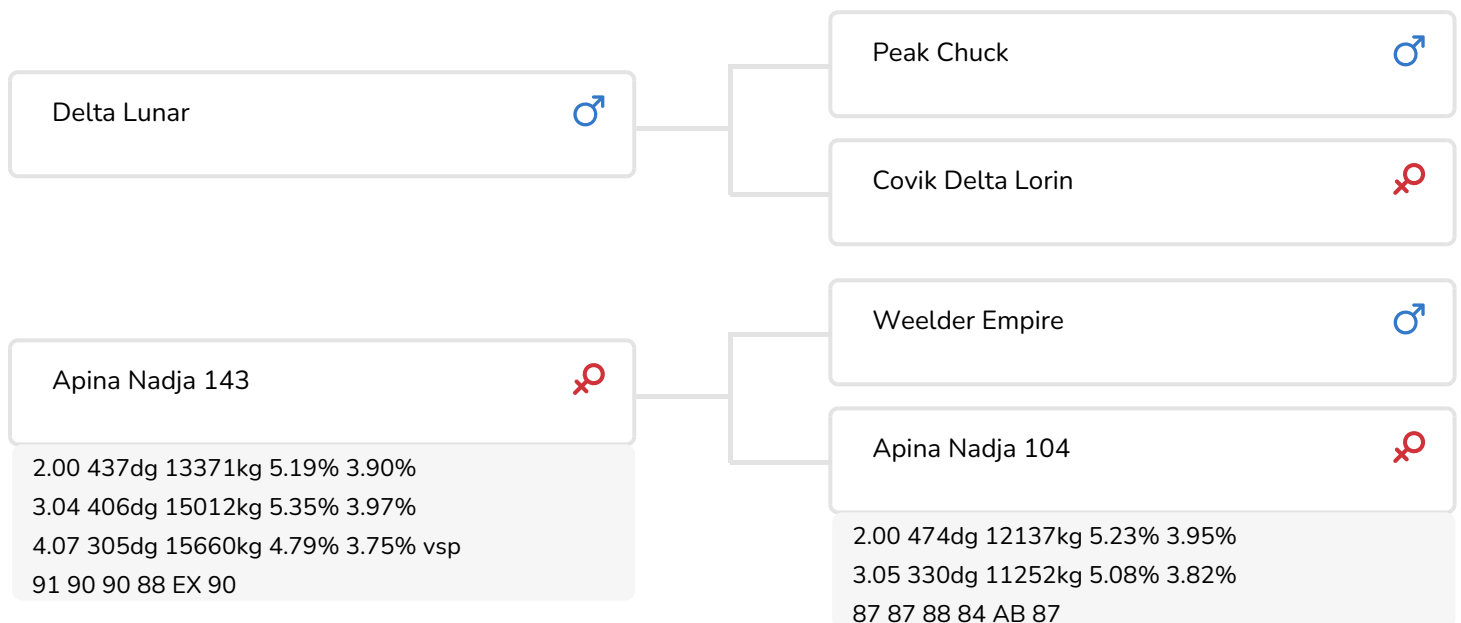 Peak Chuck
Delta Lunar
Covik Delta Lorin
Weelder Empire
Apina Nadja 143
Apina Nadja 104
2.00 437dg 13371kg 5.19% 3.90%
3.04 406dg 15012kg 5.35% 3.97%
4.07 305dg 15660kg 4.79% 3.75% vsp
91 90 90 88 EX 90
2.00 474dg 12137kg 5.23% 3.95%
3.05 330dg 11252kg 5.08% 3.82%
87 87 88 84 AB 87